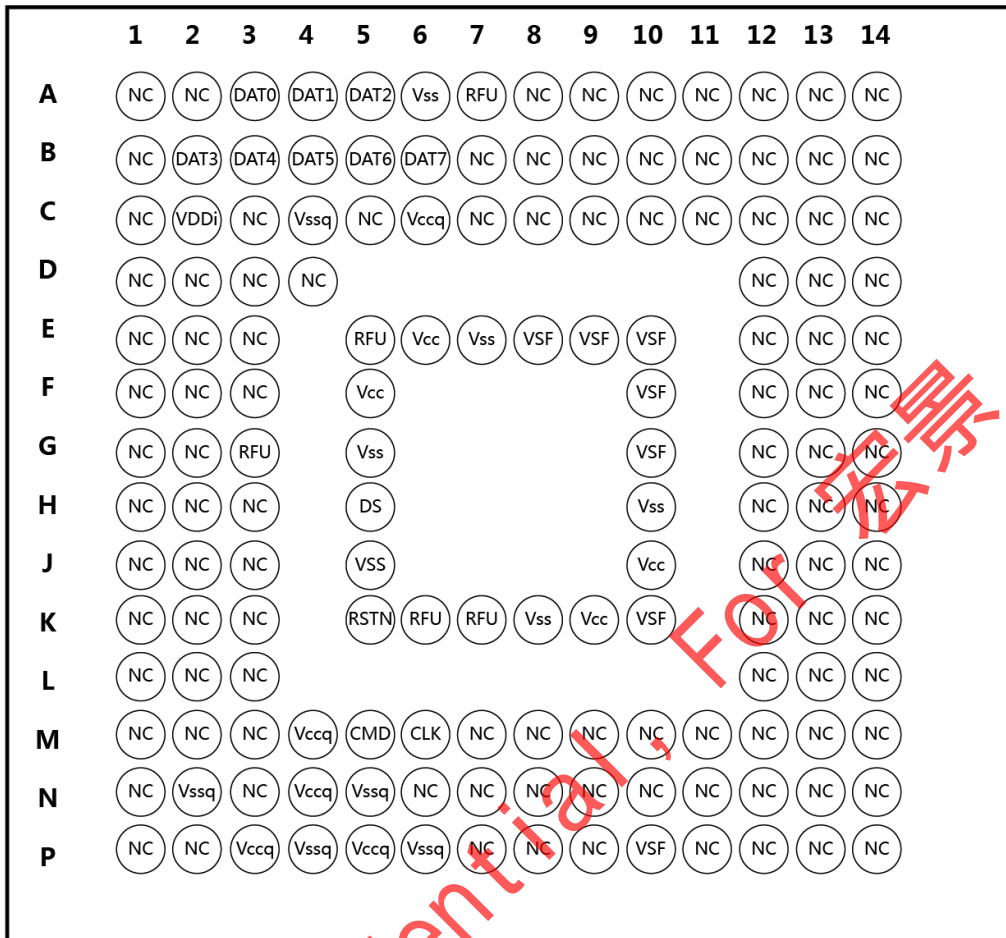 1 2 3 4 5 6 7 8 9 10 11 12 13 14
A NC NC DAT0 DAT1 DAT2 Vss RFU NC NC NC NC NC NC NC
B NC DAT3 DAT4 DAT5 DAT6 DAT7 NC NC NC NC NC NC NC NC
C NC VDDi NC Vssq NC Vccq NC NC NC NC NC NC NC NC
D NC NC NC NC NC NC NC
E NC NC NC RFU Vcc Vss VSF VSF VSF NC NC NC
F NC NC NC Vcc VSF NC NC NC
G NC NC RFU Vss VSF NC NC NC
H NC NC NC DS Vss NC NC NC
J NC NC NC VSS Vcc NC NC NC
K NC NC NC RSTN RFU RFU Vss Vcc VSF NC NC NC
L NC NC NC NC NC NC
M NC NC NC Vccq CMD CLK NC NC NC NC NC NC NC NC
N NC Vssq NC Vccq Vssq NC NC NC NC NC NC NC NC NC
P NC NC Vccq Vssq Vccq Vssq NC NC NC VSF NC NC NC NC
ential, For 宏景